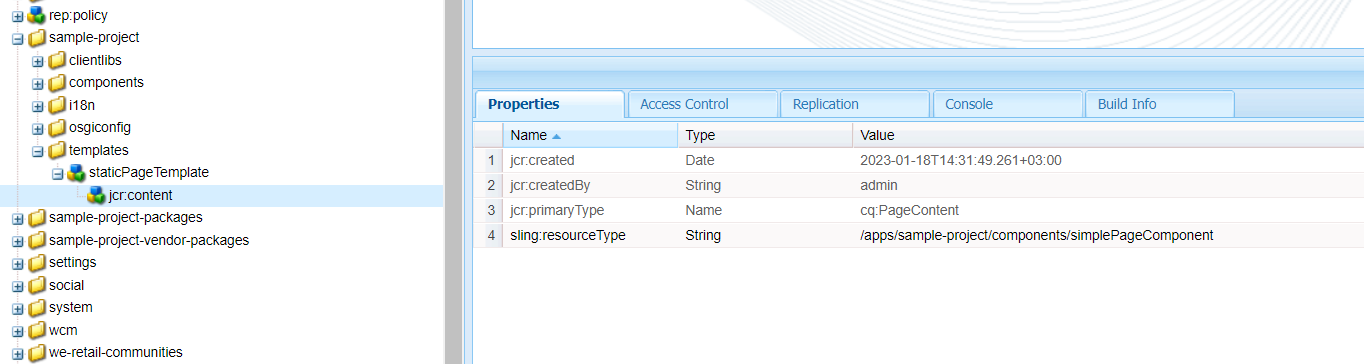 rep:policy
sample-project
clientlibs
components
i18n
osgiconfig
templates
staticPageTemplate
jcr:content
sample-project-packages
sample-project-vendor-packages
settings
social
system
wcm
we-retail-communities
Properties Access Control Replication Console Build Info
Name Type Value
1 jcr:created Date 2023-01-18T14:31:49.261+03:00
2 jcr:createdBy String admin
3 jcr:primaryType Name cq:PageContent
4 sling:resourceType String /apps/sample-project/components/simplePageComponent